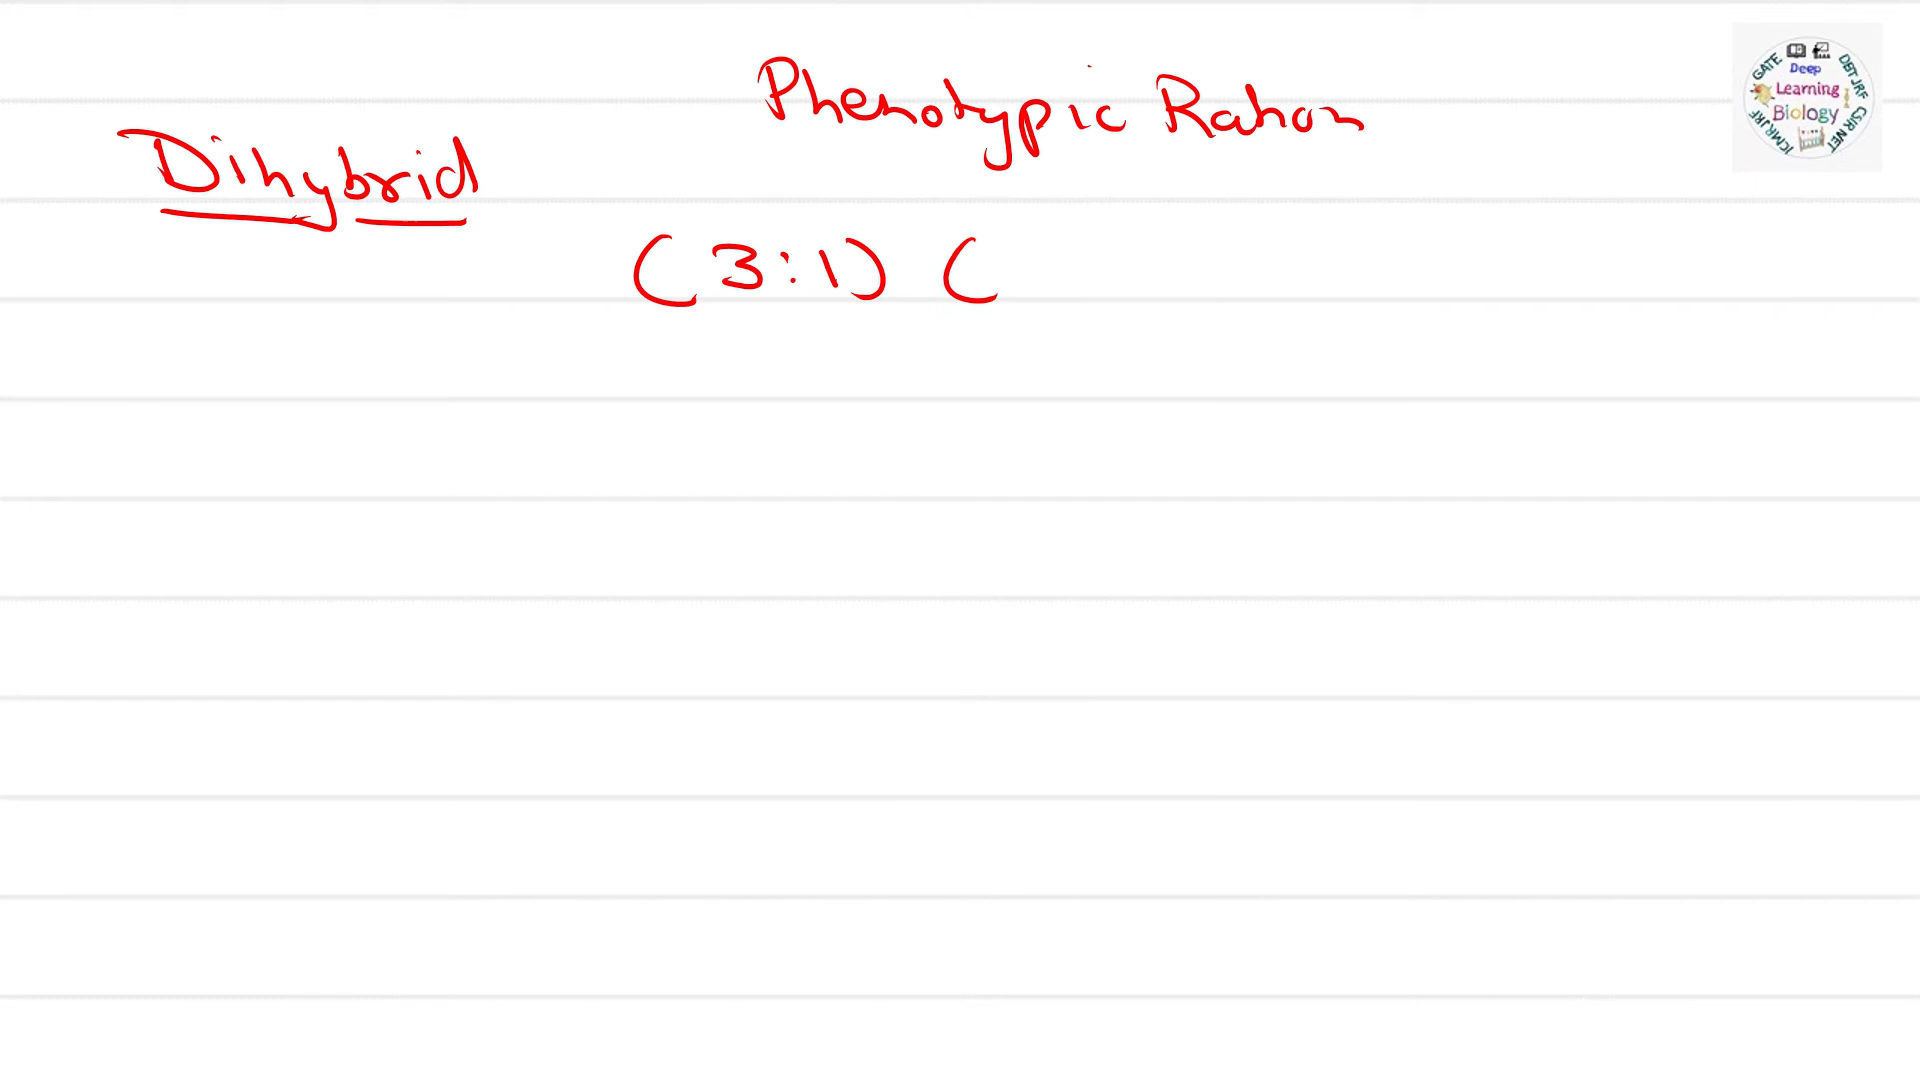 Phenotypic Ration
Dihybrid
(3:1) (
GATE
DBT JRF
CSIR NET
ICMR JRF
Deep
Learning
Biology